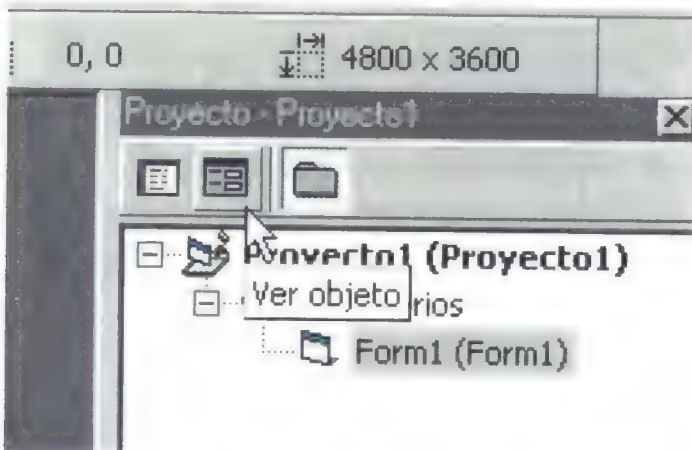 0, 0 4800 x 3600
Proyecto - Proyecto1
Proyecto1 (Proyecto1)
Ver objeto rios
Form1 (Form1)